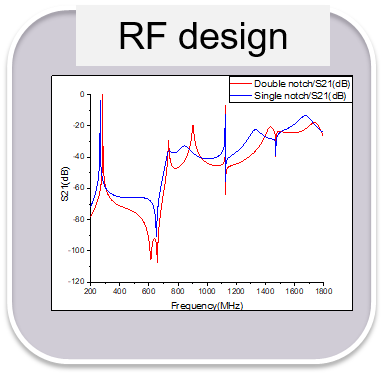 RF design
Double notch/S21(dB)
Single notch/S21(dB)
0
-20
-40
-60
-80
-100
-120
S21(dB)
200 400 600 800 1000 1200 1400 1600 1800
Frequency(MHz)